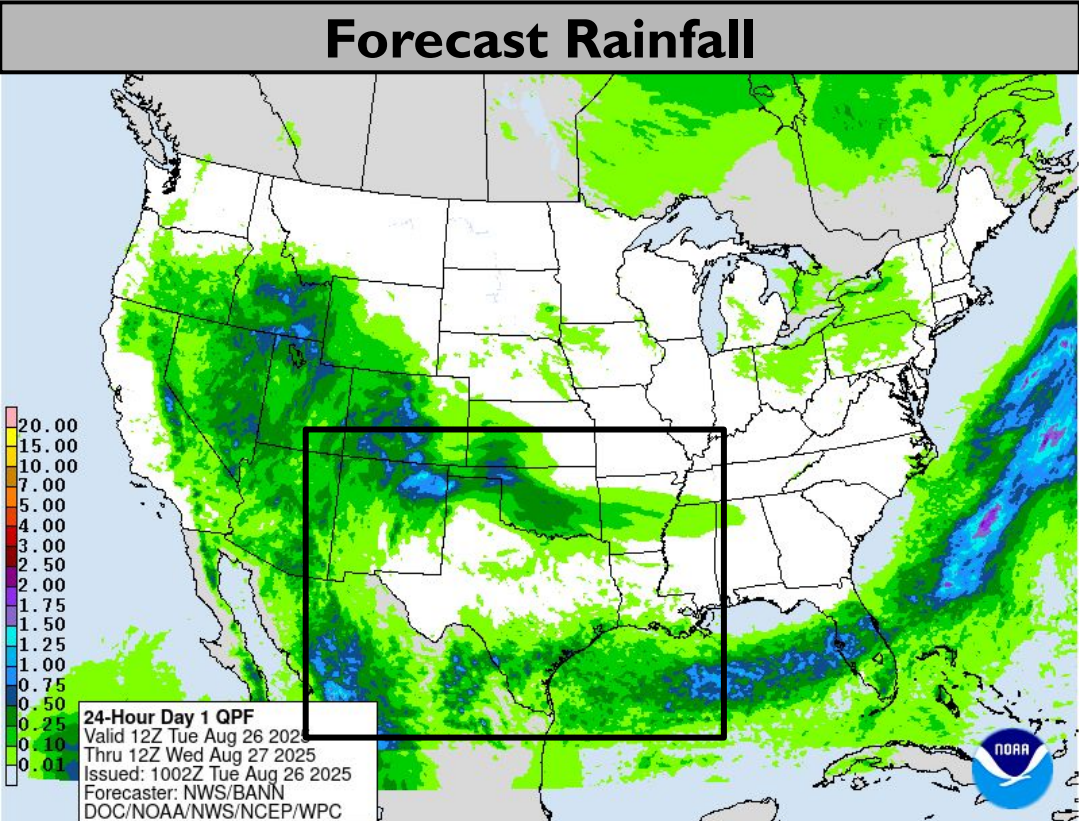 Forecast Rainfall
20.00
15.00
10.00
7.00
5.00
4.00
3.00
2.50
2.00
1.75
1.50
1.25
1.00
0.75
0.50
0.25
0.10
0.01
24-Hour Day 1 QPF
Valid 12Z Tue Aug 26 2025
Thru 12Z Wed Aug 27 2025
Issued: 1002Z Tue Aug 26 2025
Forecaster: NWS/BANN
DOC/NOAA/NWS/NCEP/WPC
NOAA